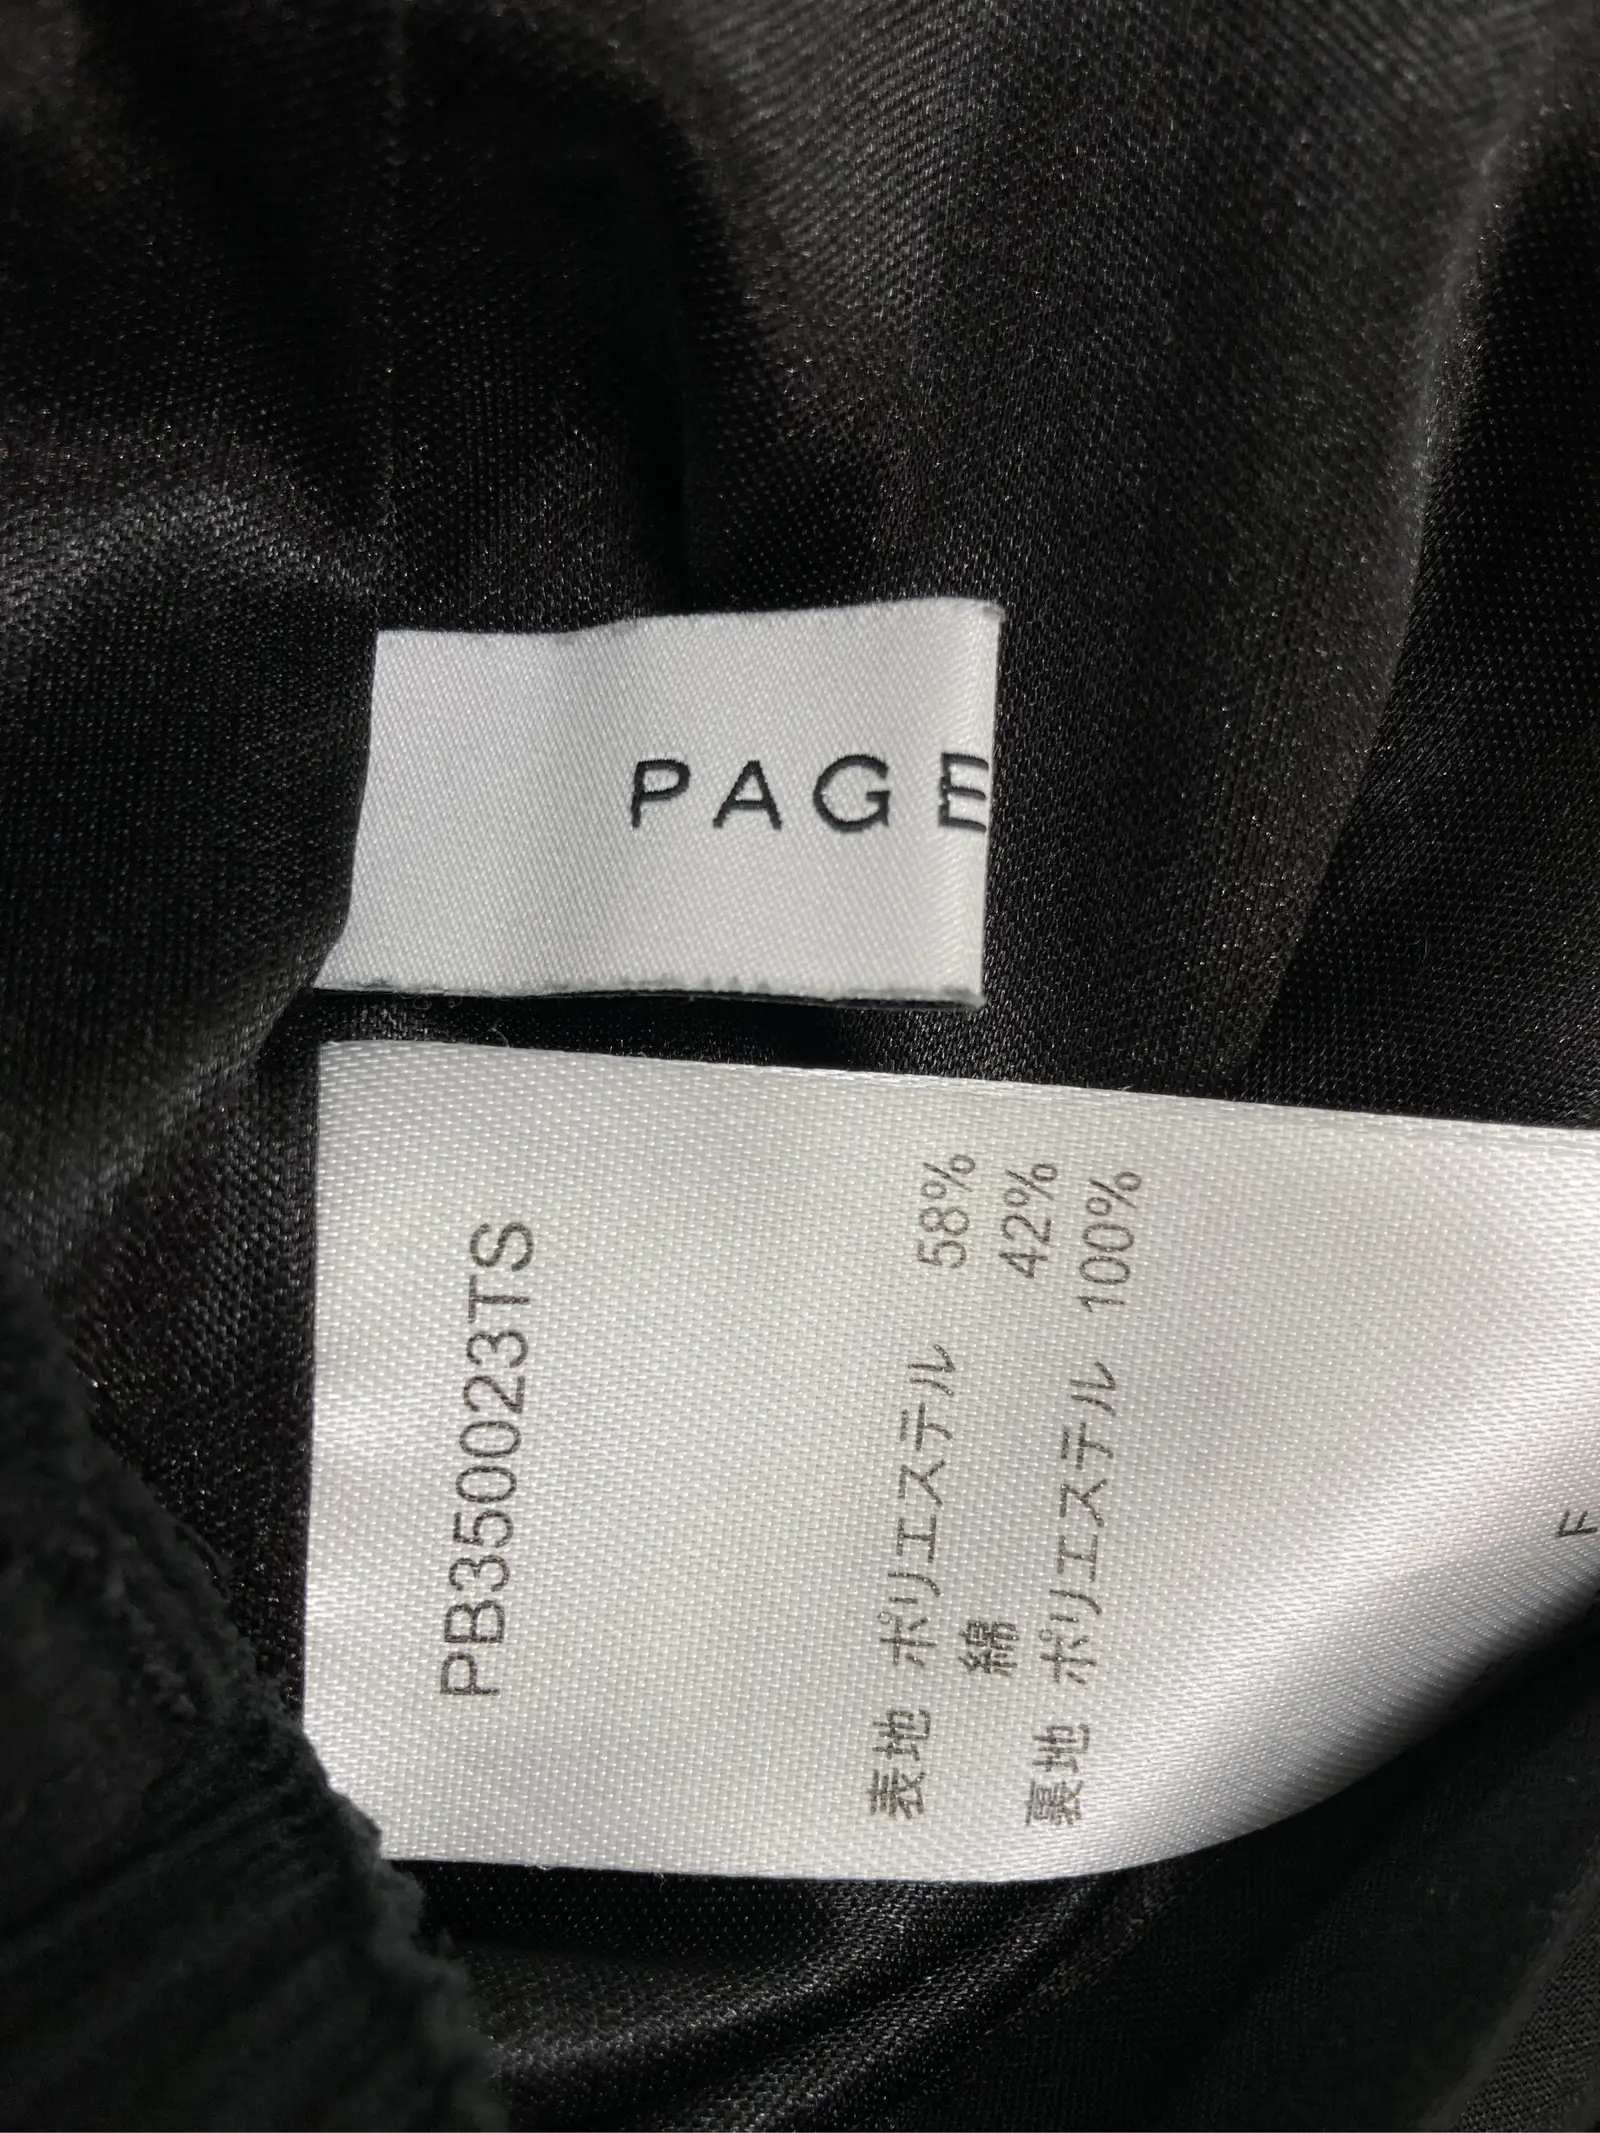 PAGE
PB350023TS
表地 ポリエステル 58%
綿 42%
裏地 ポリエステル 100%
F